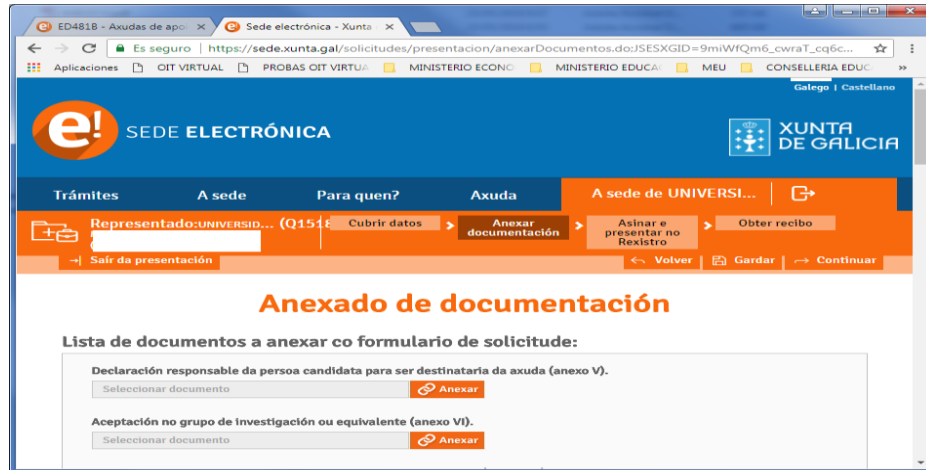 ED481B - Axudas de apo
Sede electrónica - Xunta
Es seguro | https://sede.xunta.gal/solicitudes/presentacion/anexarDocumentos.do;JSESXGID=9miWfQm6_cwraT_cq6c...
Aplicaciones OIT VIRTUAL PROBAS OIT VIRTUA MINISTERIO ECONO MINISTERIO EDUCA MEU CONSELLERIA EDUC »
Galego | Castellano
e! SEDE ELECTRÓNICA
XUNTA
DE GALICIA
Trámites A sede Para quen? Axuda A sede de UNIVERSI...
Representado:UNIVERSID... (Q1518
Cubrir datos > Anexar documentación > Asinar e presentar no Rexistro > Obter recibo
Saír da presentación
Volver Gardar Continuar
Anexado de documentación
Lista de documentos a anexar co formulario de solicitude:
Declaración responsable da persoa candidata para ser destinataria da axuda (anexo V).
Seleccionar documento Anexar
Aceptación no grupo de investigación ou equivalente (anexo VI).
Seleccionar documento Anexar